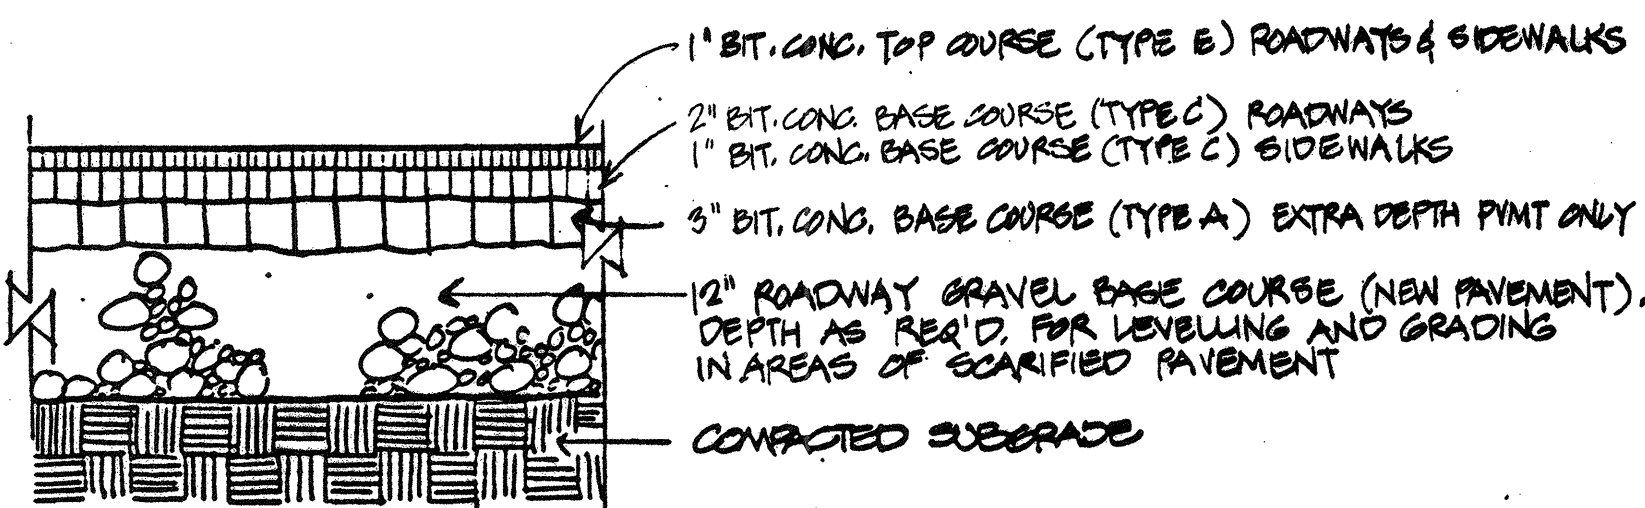 1" BIT. CONC. TOP COURSE (TYPE E) ROADWAYS & SIDEWALKS
2" BIT. CONC. BASE COURSE (TYPE C) ROADWAYS
1" BIT. CONC. BASE COURSE (TYPE C) SIDEWALKS
3" BIT. CONC. BASE COURSE (TYPE A) EXTRA DEPTH PVMT ONLY
12" ROADWAY GRAVEL BASE COURSE (NEW PAVEMENT).
DEPTH AS REQ'D. FOR LEVELLING AND GRADING
IN AREAS OF SCARIFIED PAVEMENT
COMPACTED SUBGRADE